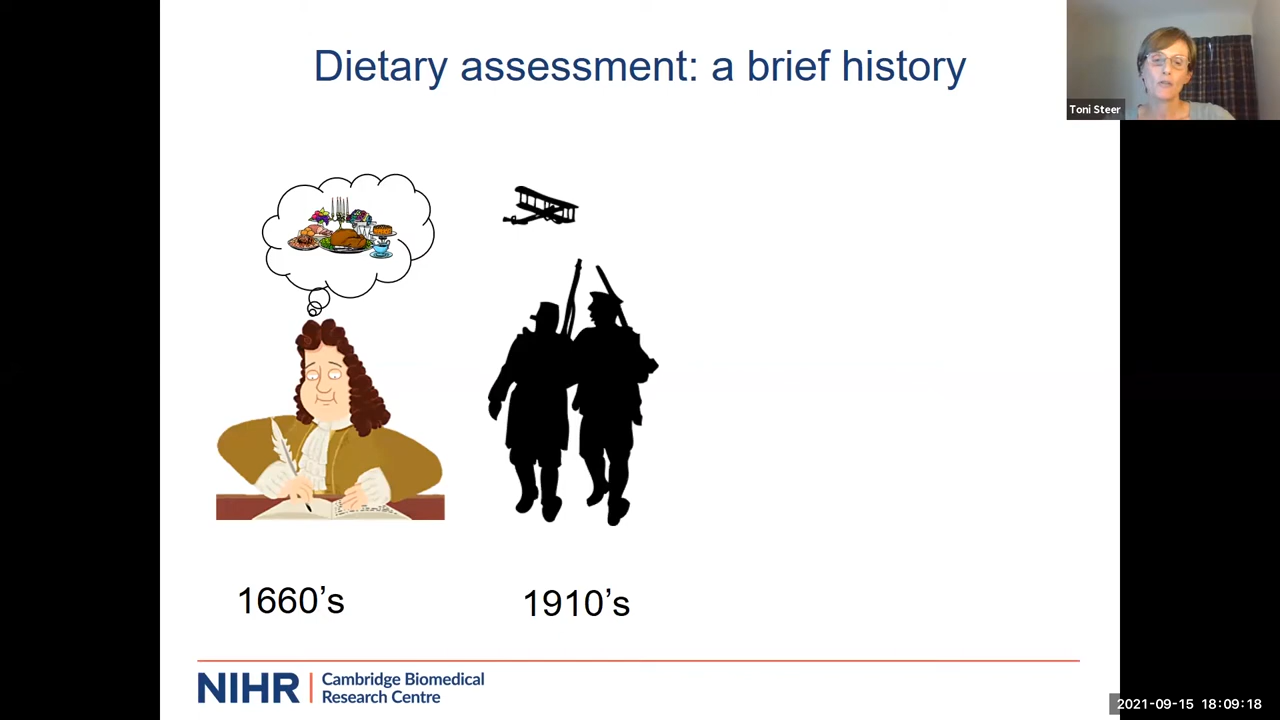 Dietary assessment: a brief history
Toni Steer
1660’s
1910’s
NIHR
Cambridge Biomedical
Research Centre
2021-09-15 18:09:18